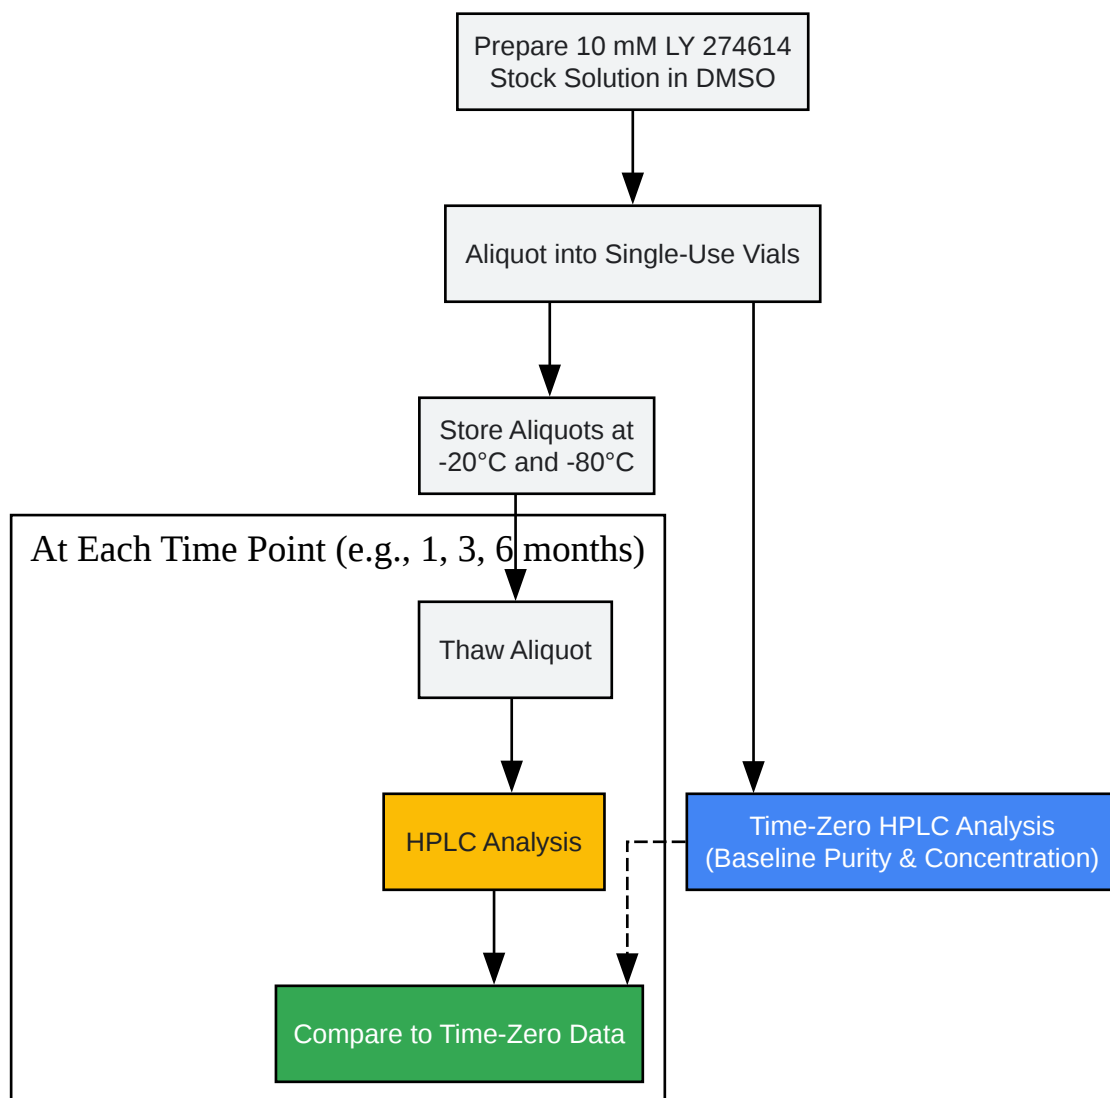 Prepare 10 mM LY 274614
Stock Solution in DMSO
Aliquot into Single-Use Vials
Store Aliquots at
-20°C and -80°C
At Each Time Point (e.g., 1, 3, 6 months)
Thaw Aliquot
HPLC Analysis
Time-Zero HPLC Analysis
(Baseline Purity & Concentration)
Compare to Time-Zero Data